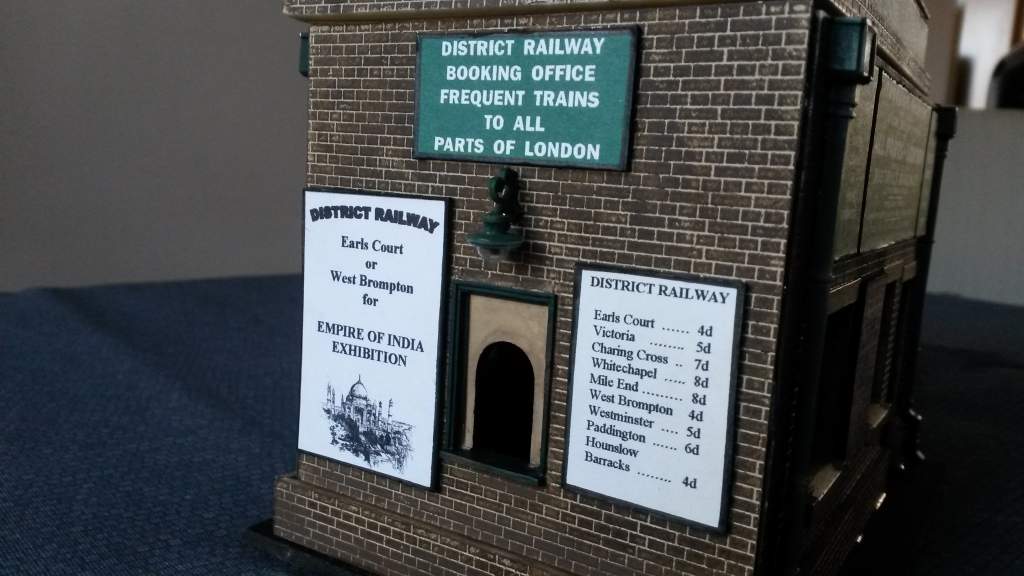 DISTRICT RAILWAY
BOOKING OFFICE
FREQUENT TRAINS
TO ALL
PARTS OF LONDON
DISTRICT RAILWAY
Earls Court
or
West Brompton
for
EMPIRE OF INDIA
EXHIBITION
DISTRICT RAILWAY
Earls Court ...... 4d
Victoria ........ 5d
Charing Cross .. 7d
Whitechapel ..... 8d
Mile End ......... 8d
West Brompton 4d
Westminster ..... 5d
Paddington ...... 6d
Hounslow
Barracks ........ 4d